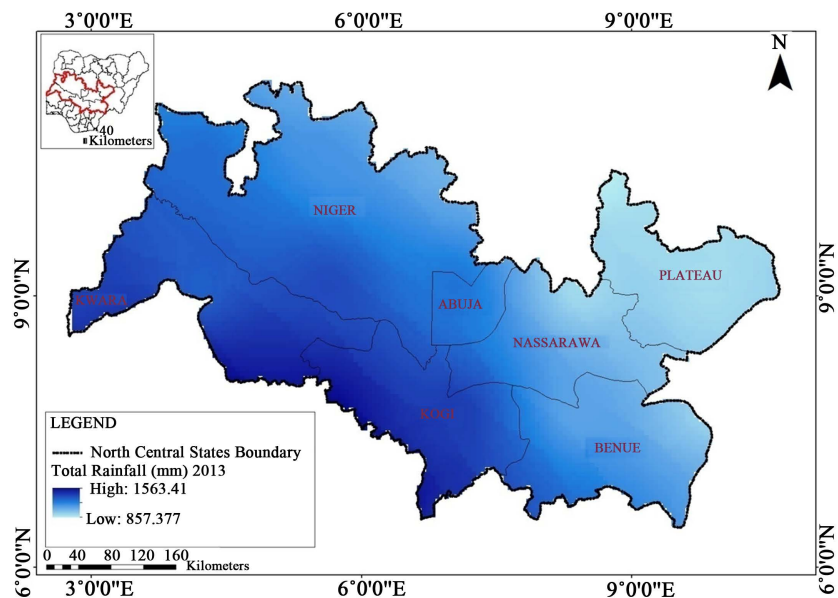 3°0'0"E 6°0'0"E 9°0'0"E
N
40
Kilometers
NIGER
PLATEAU
KWARA
ABUJA
NASSARAWA
KOGI
BENUE
9°0'0"N
9°0'0"N
LEGEND
North Central States Boundary
Total Rainfall (mm) 2013
High: 1563.41
Low: 857.377
0 40 80 120 160
Kilometers
6°0'0"N
6°0'0"N
3°0'0"E 6°0'0"E 9°0'0"E